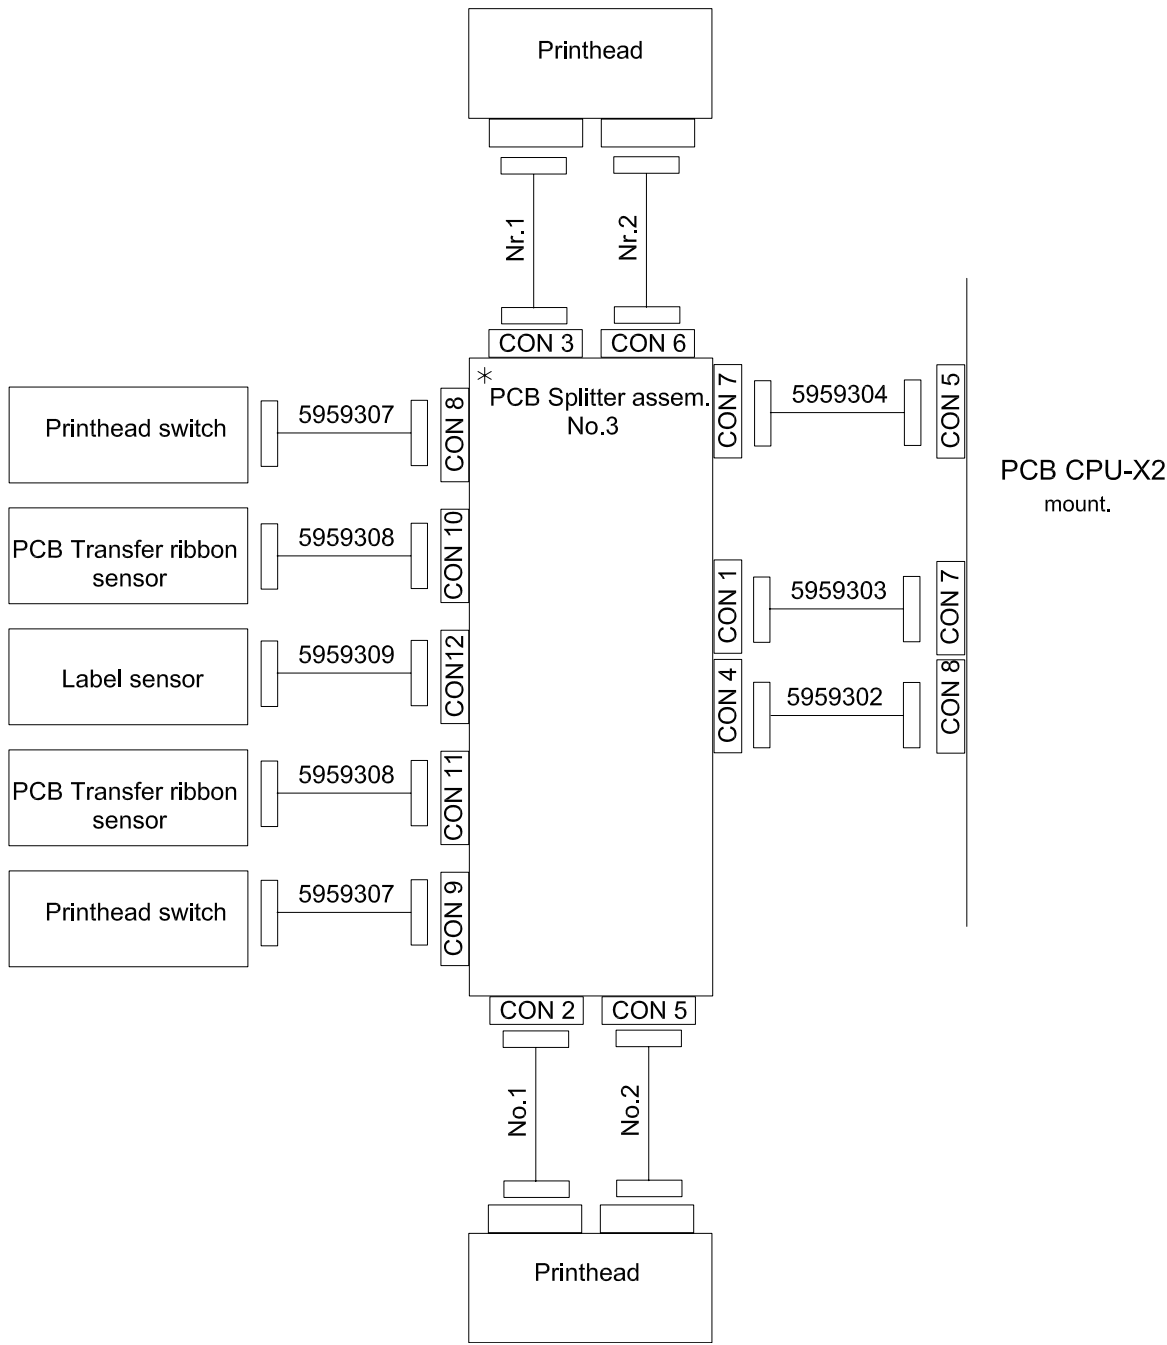 Printhead
Nr.1
Nr.2
CON 3
CON 6
*
PCB Splitter assem.
No.3
Printhead switch
5959307
CON 8
PCB Transfer ribbon
sensor
5959308
CON 10
Label sensor
5959309
CON12
PCB Transfer ribbon
sensor
5959308
CON 11
Printhead switch
5959307
CON 9
CON 7
5959304
CON 5
PCB CPU-X2
mount.
CON 1
5959303
CON 7
CON 4
5959302
CON 8
CON 2
CON 5
No.1
No.2
Printhead